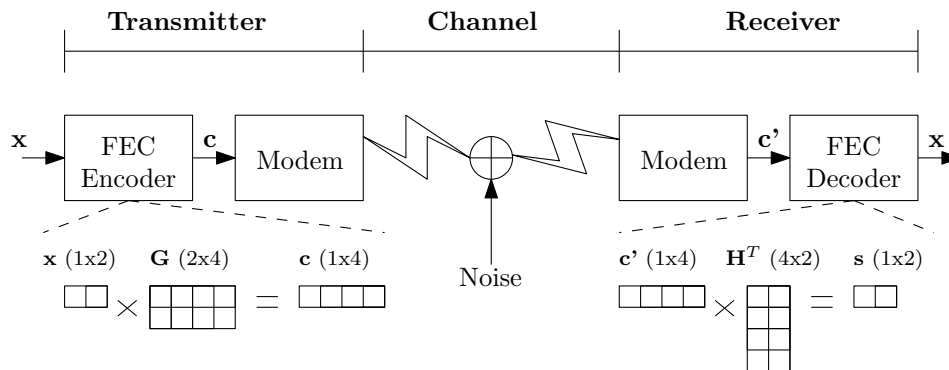 Transmitter Channel Receiver
x FEC Encoder c Modem Modem c' FEC Decoder x
Noise
x (1x2) G (2x4) c (1x4) c' (1x4) H^T (4x2) s (1x2)
× = × =